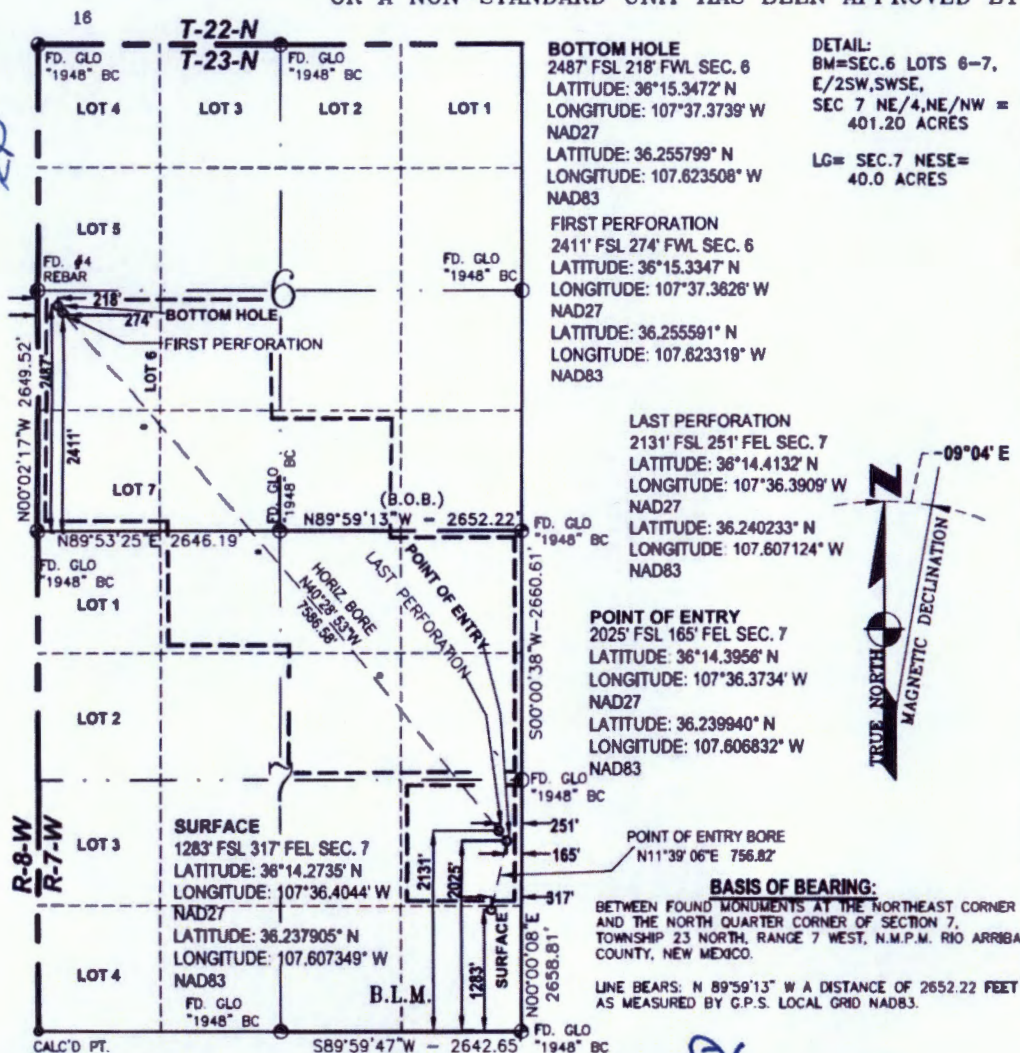 OR A NON-STANDARD UNIT HAS BEEN APPROVED BY
16
T-22-N
T-23-N
FD. GLO
"1948" BC
FD. GLO
"1948" BC
LOT 4
LOT 3
LOT 2
LOT 1
LOT 5
FD. #4
REBAR
6
FD. GLO
"1948" BC
218'
BOTTOM HOLE
274'
FIRST PERFORATION
LOT 6
2487'
2411'
N00°02'17"W 2649.52'
LOT 7
FD. GLO
"1948" BC
(B.O.B.)
N89°59'13"W - 2652.22'
N89°53'25"E 2646.19'
FD. GLO
"1948" BC
FD. GLO
"1948" BC
LOT 1
HORIZ. BORE
N40°28'53"W
7586.58'
LAST PERFORATION
POINT OF ENTRY
S00°00'38"W-2660.61'
LOT 2
7
FD. GLO
"1948" BC
R-8-W
R-7-W
LOT 3
251'
165'
317'
2131'
2025'
1283'
SURFACE
SURFACE
1283' FSL 317' FEL SEC. 7
LATITUDE: 36°14.2735' N
LONGITUDE: 107°36.4044' W
NAD27
LATITUDE: 36.237905° N
LONGITUDE: 107.607349° W
NAD83
LOT 4
FD. GLO
"1948" BC
B.L.M.
N00°00'08"E
2658.81'
CALC'D PT.
S89°59'47"W - 2642.65'
FD. GLO
"1948" BC
BOTTOM HOLE
2487' FSL 218' FWL SEC. 6
LATITUDE: 36°15.3472' N
LONGITUDE: 107°37.3739' W
NAD27
LATITUDE: 36.255799° N
LONGITUDE: 107.623508° W
NAD83
FIRST PERFORATION
2411' FSL 274' FWL SEC. 6
LATITUDE: 36°15.3347' N
LONGITUDE: 107°37.3626' W
NAD27
LATITUDE: 36.255591° N
LONGITUDE: 107.623319° W
NAD83
DETAIL:
BM=SEC.6 LOTS 6-7,
E/2SW,SWSE,
SEC 7 NE/4,NE/NW =
401.20 ACRES
LG= SEC.7 NESE=
40.0 ACRES
LAST PERFORATION
2131' FSL 251' FEL SEC. 7
LATITUDE: 36°14.4132' N
LONGITUDE: 107°36.3909' W
NAD27
LATITUDE: 36.240233° N
LONGITUDE: 107.607124° W
NAD83
POINT OF ENTRY
2025' FSL 165' FEL SEC. 7
LATITUDE: 36°14.3956' N
LONGITUDE: 107°36.3734' W
NAD27
LATITUDE: 36.239940° N
LONGITUDE: 107.606832° W
NAD83
09°04' E
N
TRUE NORTH
MAGNETIC DECLINATION
POINT OF ENTRY BORE
N11°39'06"E 756.82'
BASIS OF BEARING:
BETWEEN FOUND MONUMENTS AT THE NORTHEAST CORNER
AND THE NORTH QUARTER CORNER OF SECTION 7,
TOWNSHIP 23 NORTH, RANGE 7 WEST, N.M.P.M. RIO ARRIBA
COUNTY, NEW MEXICO.
LINE BEARS: N 89°59'13" W A DISTANCE OF 2652.22 FEET
AS MEASURED BY G.P.S. LOCAL GRID NAD83.